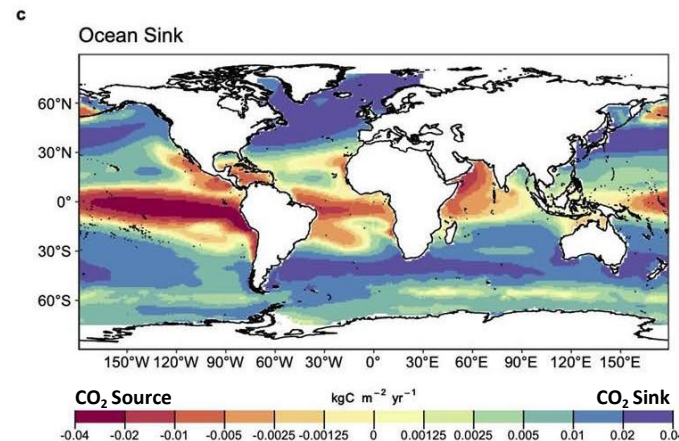 c
Ocean Sink
60°N
30°N
0°
30°S
60°S
150°W 120°W 90°W 60°W 30°W 0° 30°E 60°E 90°E 120°E 150°E
CO₂ Source kgC m⁻² yr⁻¹ CO₂ Sink
-0.04 -0.02 -0.01 -0.005 -0.0025 -0.00125 0 0.00125 0.0025 0.005 0.01 0.02 0.0